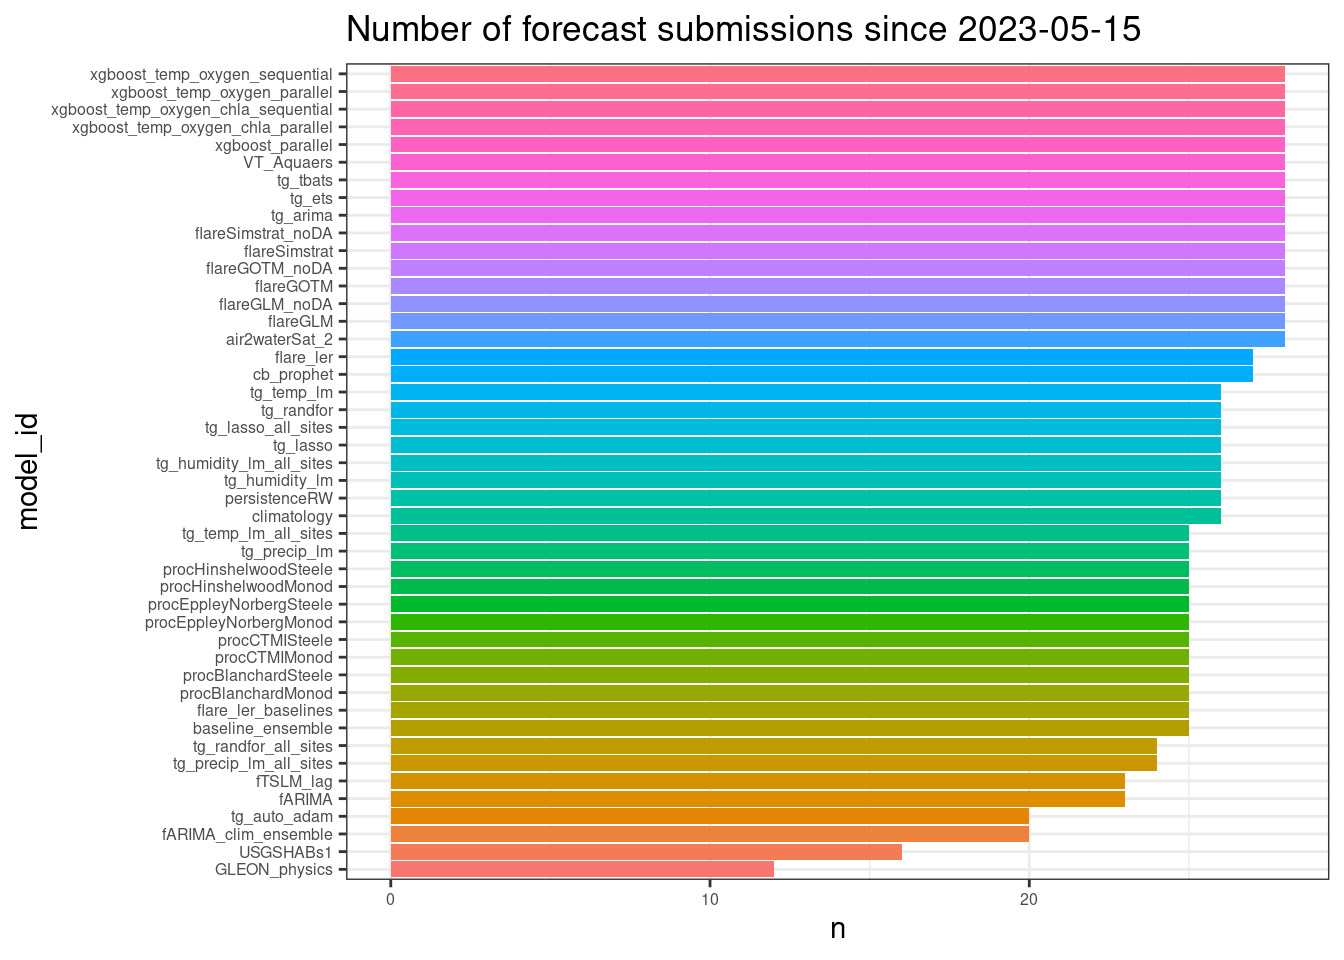 Number of forecast submissions since 2023-05-15
model_id
xgboost_temp_oxygen_sequential
xgboost_temp_oxygen_parallel
xgboost_temp_oxygen_chla_sequential
xgboost_temp_oxygen_chla_parallel
xgboost_parallel
VT_Aquaers
tg_tbats
tg_ets
tg_arima
flareSimstrat_noDA
flareSimstrat
flareGOTM_noDA
flareGOTM
flareGLM_noDA
flareGLM
air2waterSat_2
flare_ler
cb_prophet
tg_temp_lm
tg_randfor
tg_lasso_all_sites
tg_lasso
tg_humidity_lm_all_sites
tg_humidity_lm
persistenceRW
climatology
tg_temp_lm_all_sites
tg_precip_lm
procHinshelwoodSteele
procHinshelwoodMonod
procEppleyNorbergSteele
procEppleyNorbergMonod
procCTMISteele
procCTMIMonod
procBlanchardSteele
procBlanchardMonod
flare_ler_baselines
baseline_ensemble
tg_randfor_all_sites
tg_precip_lm_all_sites
fTSLM_lag
fARIMA
tg_auto_adam
fARIMA_clim_ensemble
USGSHABs1
GLEON_physics
0 10 20
n